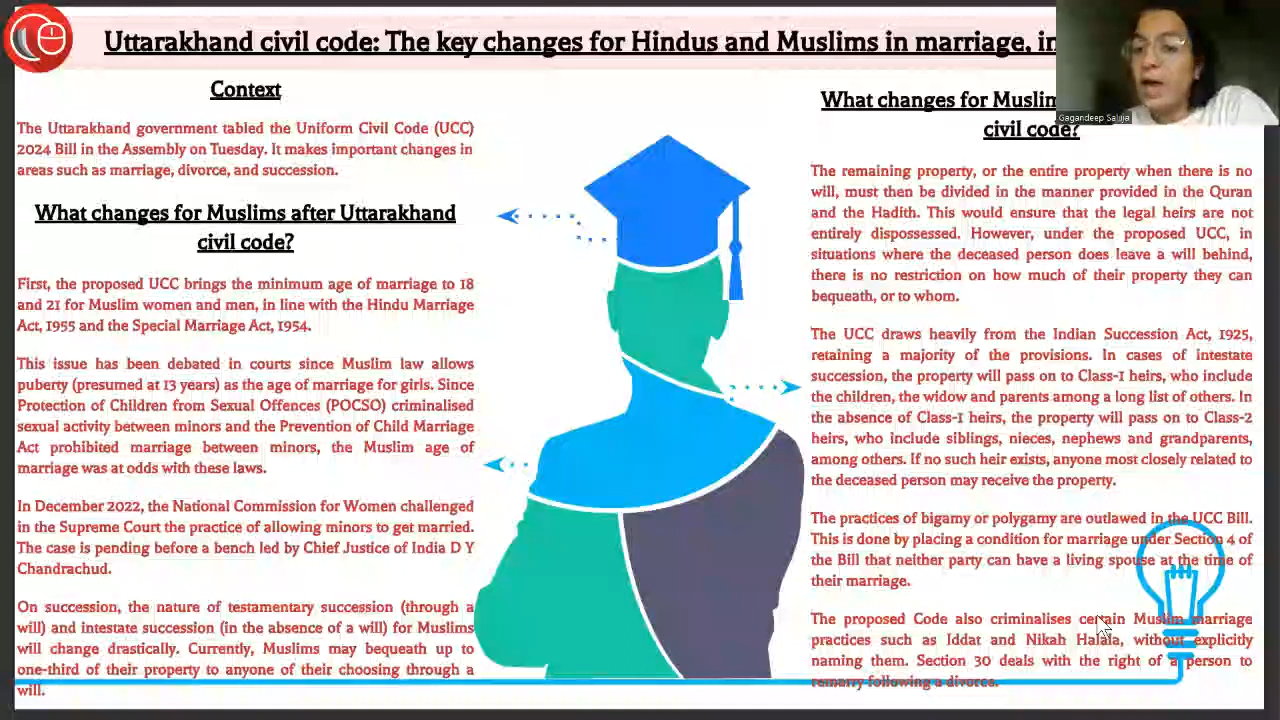 Uttarakhand civil code: The key changes for Hindus and Muslims in marriage, in
Context
The Uttarakhand government tabled the Uniform Civil Code (UCC)
2024 Bill in the Assembly on Tuesday. It makes important changes in
areas such as marriage, divorce, and succession.
What changes for Muslims after Uttarakhand
civil code?
First, the proposed UCC brings the minimum age of marriage to 18
and 21 for Muslim women and men, in line with the Hindu Marriage
Act, 1955 and the Special Marriage Act, 1954.
This issue has been debated in courts since Muslim law allows
puberty (presumed at 13 years) as the age of marriage for girls. Since
Protection of Children from Sexual Offences (POCSO) criminalised
sexual activity between minors and the Prevention of Child Marriage
Act prohibited marriage between minors, the Muslim age of
marriage was at odds with these laws.
In December 2022, the National Commission for Women challenged
in the Supreme Court the practice of allowing minors to get married.
The case is pending before a bench led by Chief Justice of India D Y
Chandrachud.
On succession, the nature of testamentary succession (through a
will) and intestate succession (in the absence of a will) for Muslims
will change drastically. Currently, Muslims may bequeath up to
one-third of their property to anyone of their choosing through a
will.
What changes for Muslim
civil code?
The remaining property, or the entire property when there is no
will, must then be divided in the manner provided in the Quran
and the Hadith. This would ensure that the legal heirs are not
entirely dispossessed. However, under the proposed UCC, in
situations where the deceased person does leave a will behind,
there is no restriction on how much of their property they can
bequeath, or to whom.
The UCC draws heavily from the Indian Succession Act, 1925,
retaining a majority of the provisions. In cases of intestate
succession, the property will pass on to Class-1 heirs, who include
the children, the widow and parents among a long list of others. In
the absence of Class-1 heirs, the property will pass on to Class-2
heirs, who include siblings, nieces, nephews and grandparents,
among others. If no such heir exists, anyone most closely related to
the deceased person may receive the property.
The practices of bigamy or polygamy are outlawed in the UCC Bill.
This is done by placing a condition for marriage under Section 4 of
the Bill that neither party can have a living spouse at the time of
their marriage.
The proposed Code also criminalises certain Muslim marriage
practices such as Iddat and Nikah Halala, without explicitly
naming them. Section 30 deals with the right of a person to
remarry following a divorce.
Gagandeep Saluja